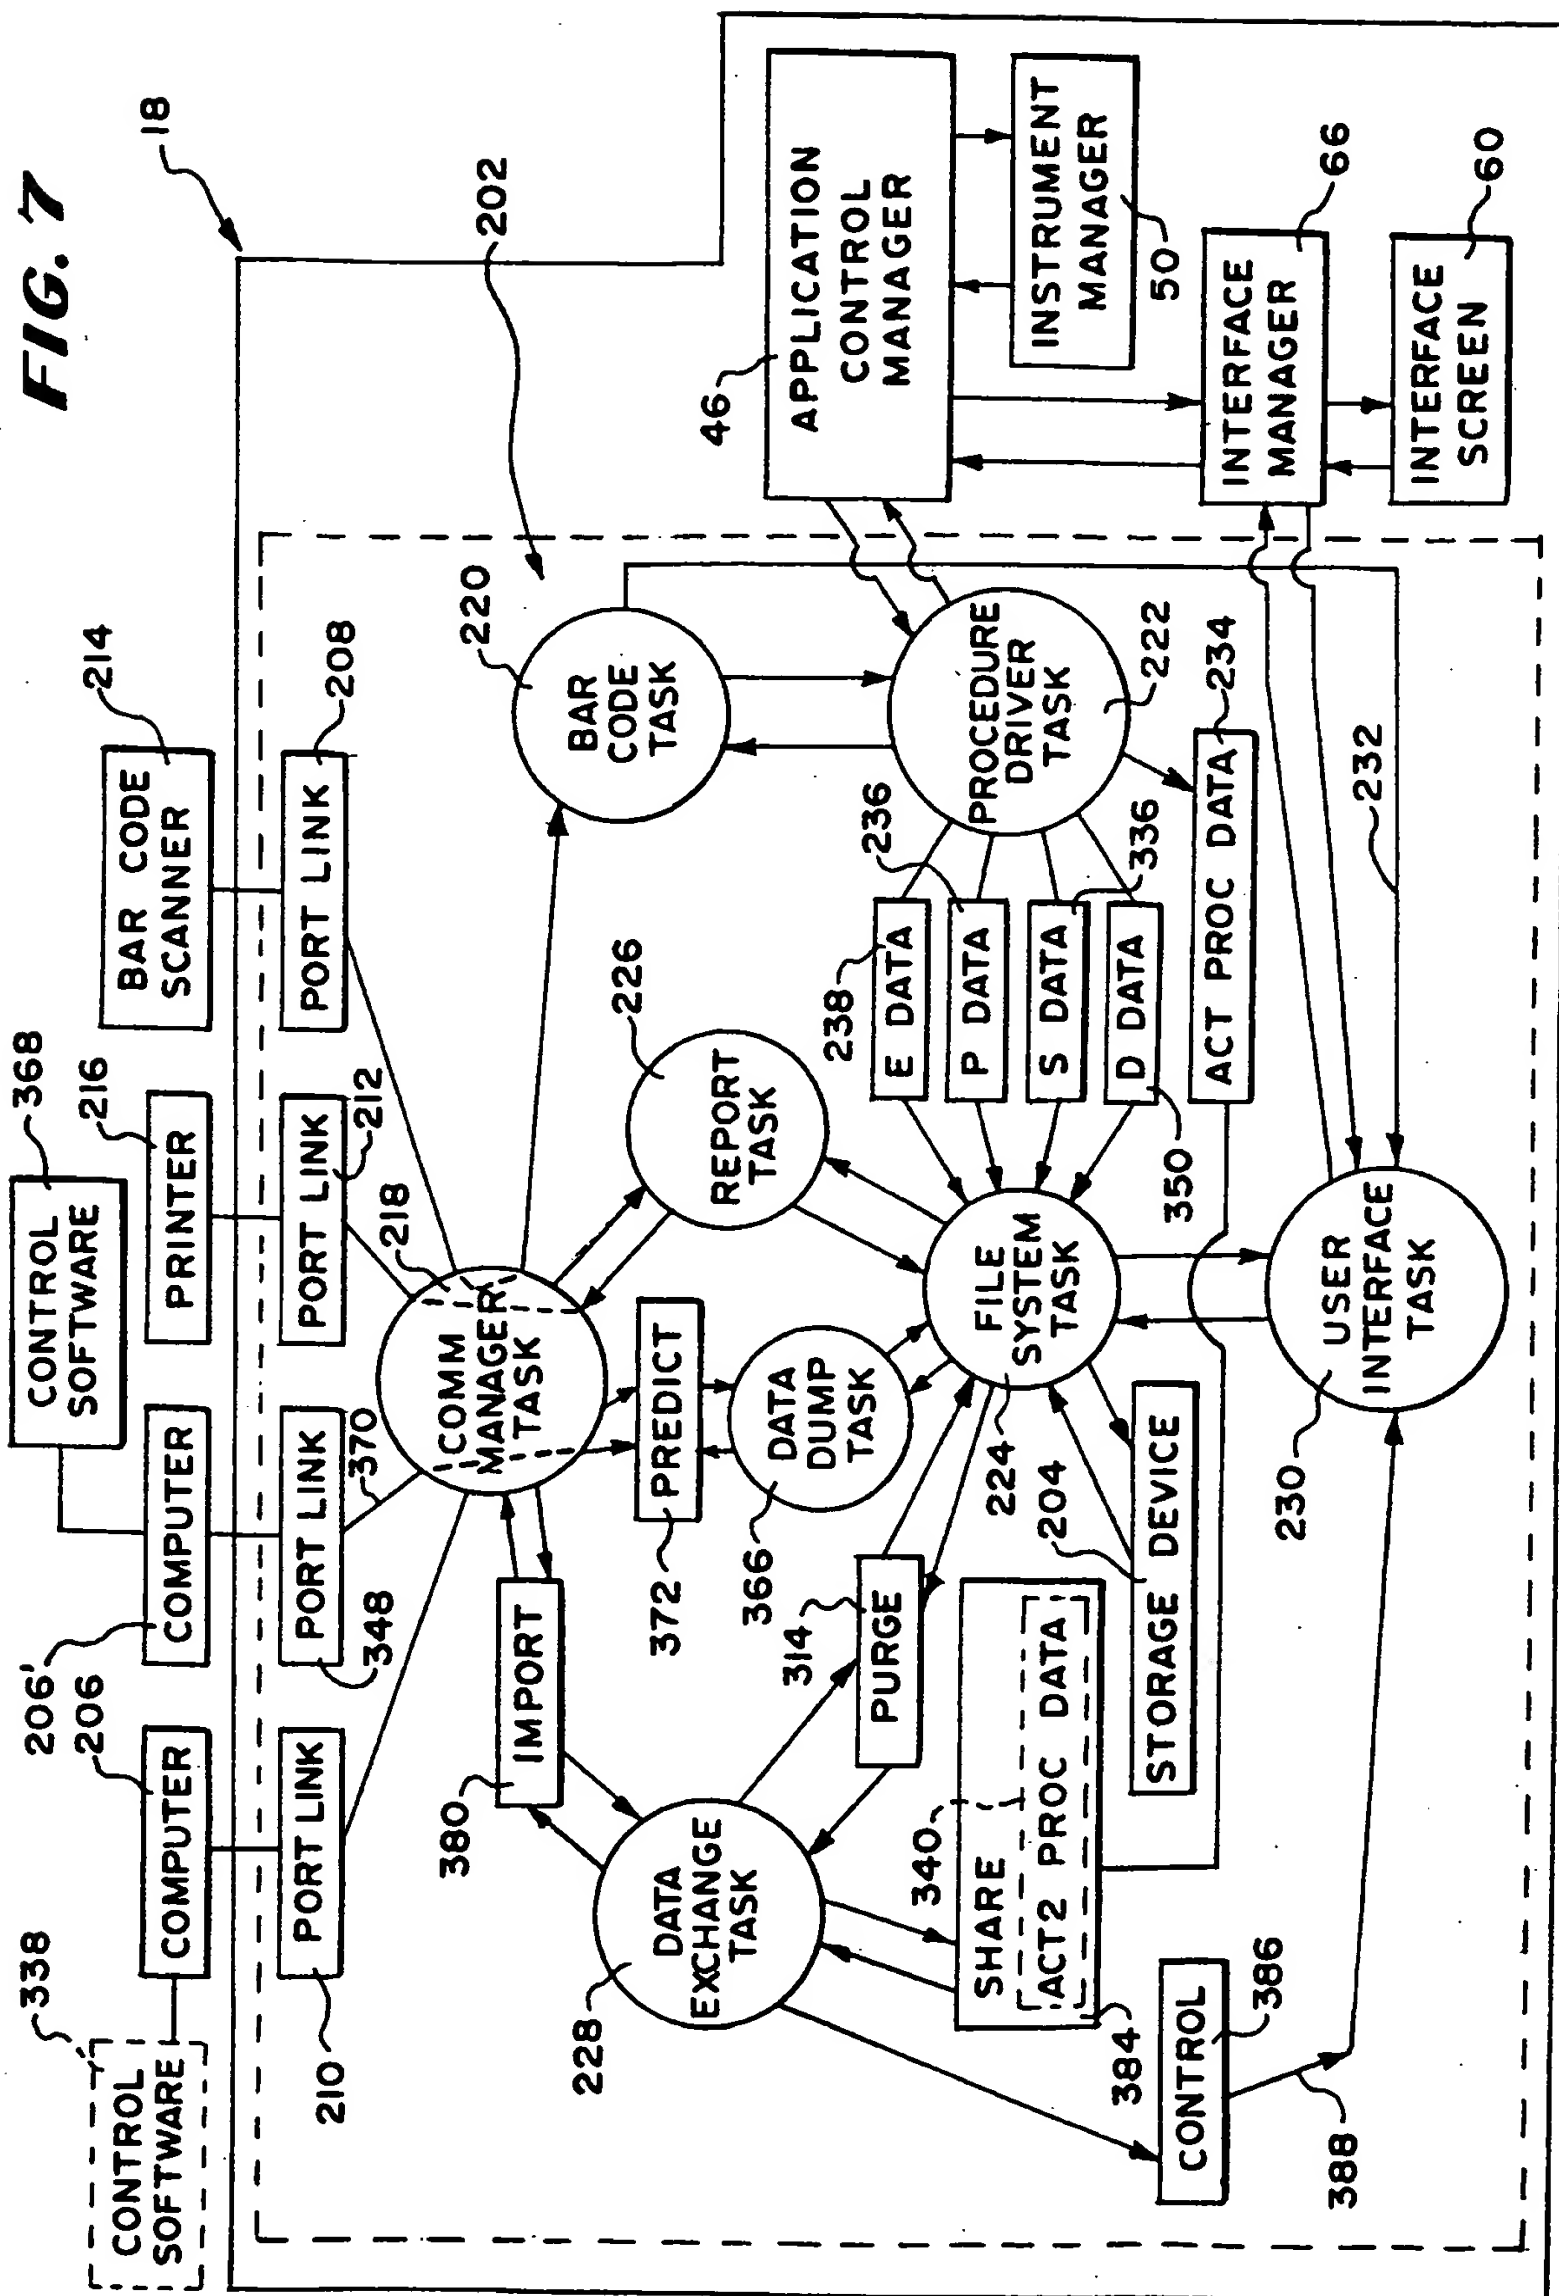 FIG. 7
18
338
CONTROL
SOFTWARE
206'
206
COMPUTER
COMPUTER
CONTROL
SOFTWARE
368
PRINTER
216
BAR CODE
SCANNER
214
210
PORT LINK
PORT LINK
348
370
PORT LINK
212
PORT LINK
208
202
218
COMM
MANAGER
TASK
220
BAR
CODE
TASK
380
IMPORT
372
PREDICT
226
REPORT
TASK
228
DATA
EXCHANGE
TASK
366
DATA
DUMP
TASK
314
PURGE
224
FILE
SYSTEM
TASK
238
E DATA
236
P DATA
S DATA
336
D DATA
350
PROCEDURE
DRIVER
TASK
222
ACT PROC DATA
234
340
SHARE
ACT2 PROC DATA
384
204
STORAGE DEVICE
CONTROL
386
388
230
USER
INTERFACE
TASK
232
46
APPLICATION
CONTROL
MANAGER
INSTRUMENT
MANAGER
50
INTERFACE
MANAGER
66
INTERFACE
SCREEN
60